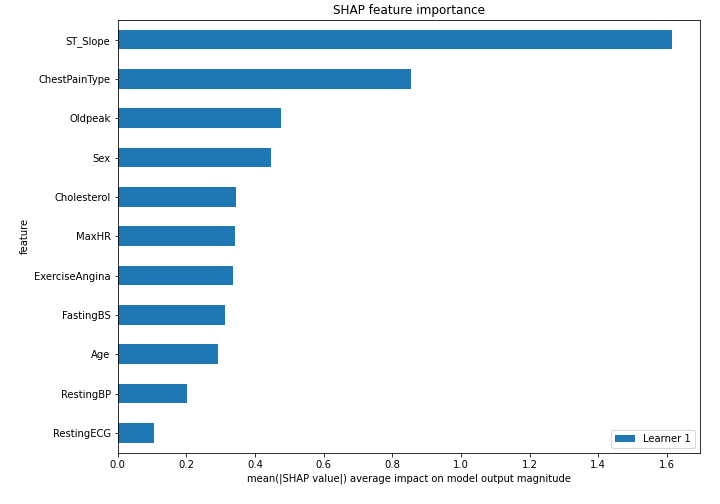 SHAP feature importance
ST_Slope
ChestPainType
Oldpeak
Sex
Cholesterol
MaxHR
ExerciseAngina
FastingBS
Age
RestingBP
RestingECG
feature
Learner 1
0.0 0.2 0.4 0.6 0.8 1.0 1.2 1.4 1.6
mean(|SHAP value|) average impact on model output magnitude